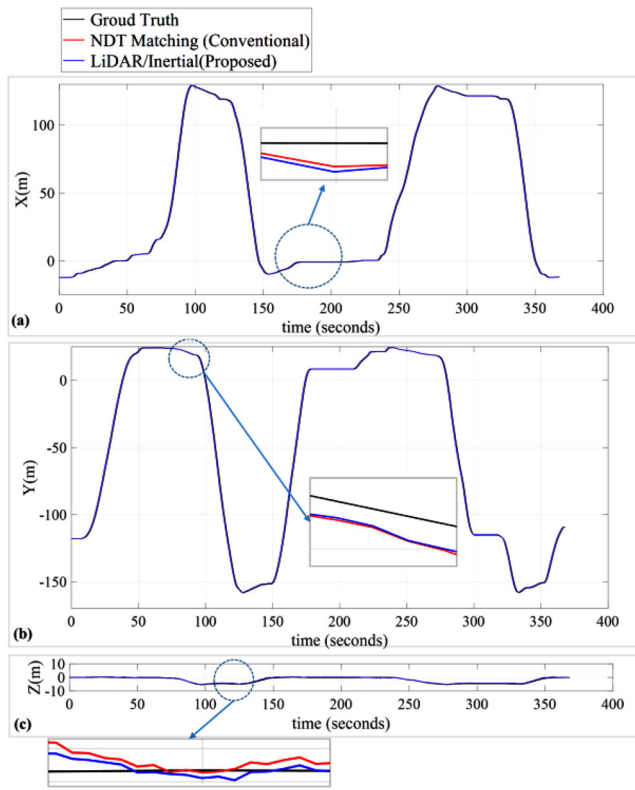 Groud Truth
NDT Matching (Conventional)
LiDAR/Inertial(Proposed)
100
50
0
X(m)
0 50 100 150 200 250 300 350 400
time (seconds)
(a)
0
-50
-100
-150
Y(m)
0 50 100 150 200 250 300 350 400
time (seconds)
(b)
10
0
-10
Z(m)
0 50 100 150 200 250 300 350 400
time (seconds)
(c)